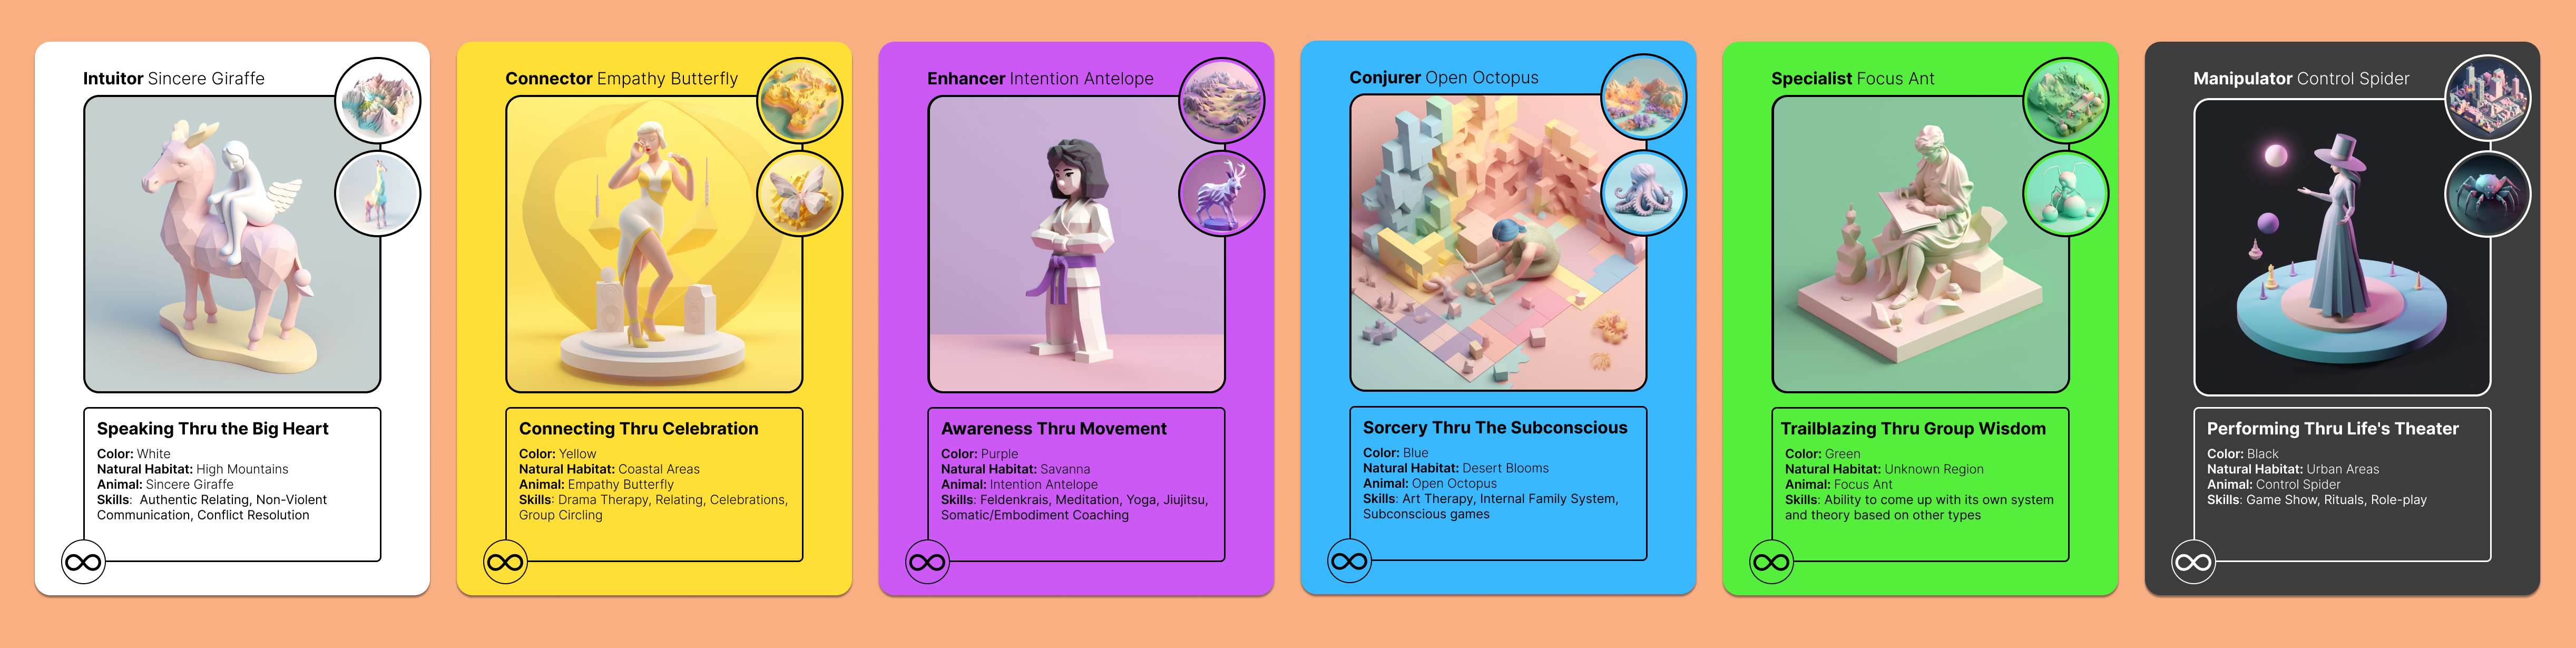 Intuitor Sincere Giraffe
Speaking Thru the Big Heart
Color: White
Natural Habitat: High Mountains
Animal: Sincere Giraffe
Skills: Authentic Relating, Non-Violent
Communication, Conflict Resolution
Connector Empathy Butterfly
Connecting Thru Celebration
Color: Yellow
Natural Habitat: Coastal Areas
Animal: Empathy Butterfly
Skills: Drama Therapy, Relating, Celebrations,
Group Circling
Enhancer Intention Antelope
Awareness Thru Movement
Color: Purple
Natural Habitat: Savanna
Animal: Intention Antelope
Skills: Feldenkrais, Meditation, Yoga, Jiujitsu,
Somatic/Embodiment Coaching
Conjurer Open Octopus
Sorcery Thru The Subconscious
Color: Blue
Natural Habitat: Desert Blooms
Animal: Open Octopus
Skills: Art Therapy, Internal Family System,
Subconscious games
Specialist Focus Ant
Trailblazing Thru Group Wisdom
Color: Green
Natural Habitat: Unknown Region
Animal: Focus Ant
Skills: Ability to come up with its own system
and theory based on other types
Manipulator Control Spider
Performing Thru Life's Theater
Color: Black
Natural Habitat: Urban Areas
Animal: Control Spider
Skills: Game Show, Rituals, Role-play